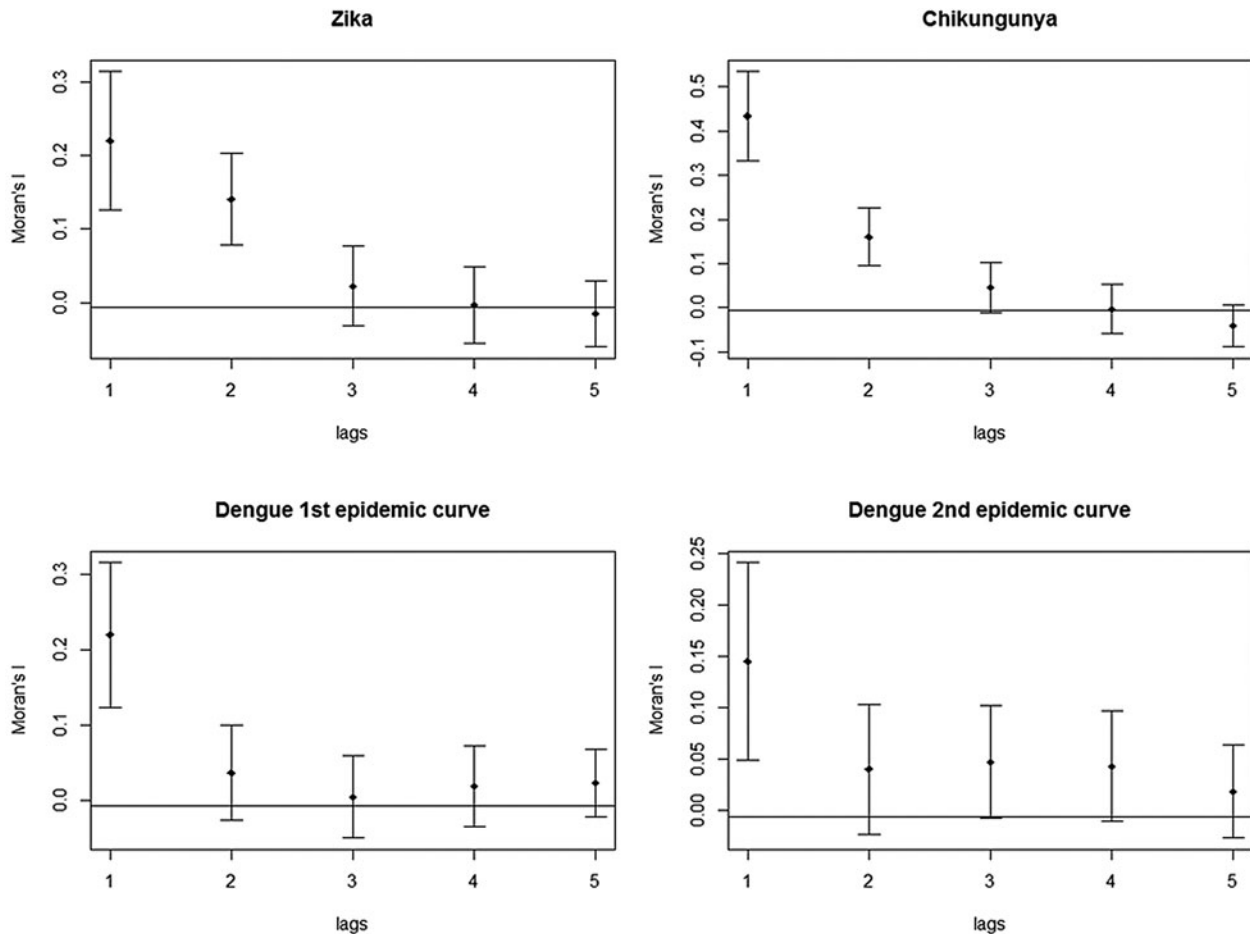 Zika
Moran's I
0.3
0.2
0.1
0.0
1 2 3 4 5
lags
Chikungunya
Moran's I
0.5
0.4
0.3
0.2
0.1
0.0
-0.1
1 2 3 4 5
lags
Dengue 1st epidemic curve
Moran's I
0.3
0.2
0.1
0.0
1 2 3 4 5
lags
Dengue 2nd epidemic curve
Moran's I
0.25
0.20
0.15
0.10
0.05
0.00
1 2 3 4 5
lags